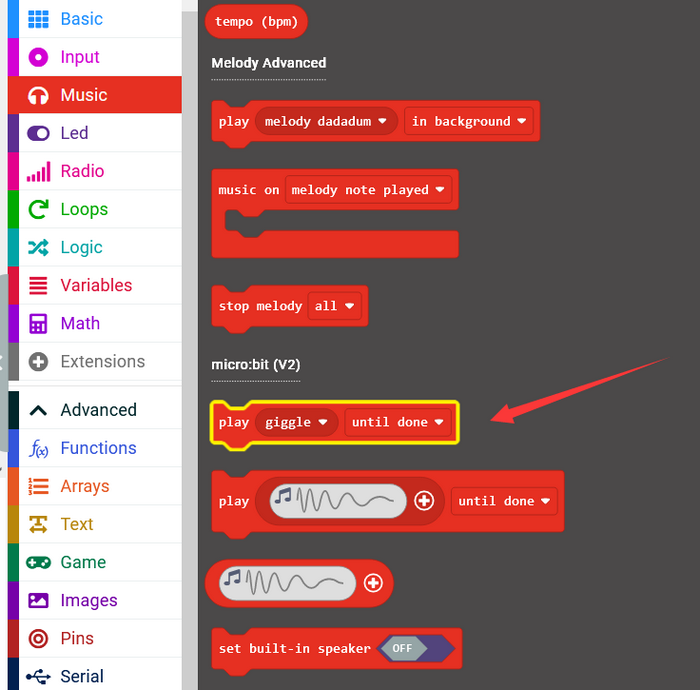 Basic
Input
Music
Led
Radio
Loops
Logic
Variables
Math
Extensions
Advanced
f(x) Functions
Arrays
Text
Game
Images
Pins
Serial
tempo (bpm)
Melody Advanced
play melody dadadum in background
music on melody note played
stop melody all
micro:bit (V2)
play giggle until done
play until done
set built-in speaker OFF